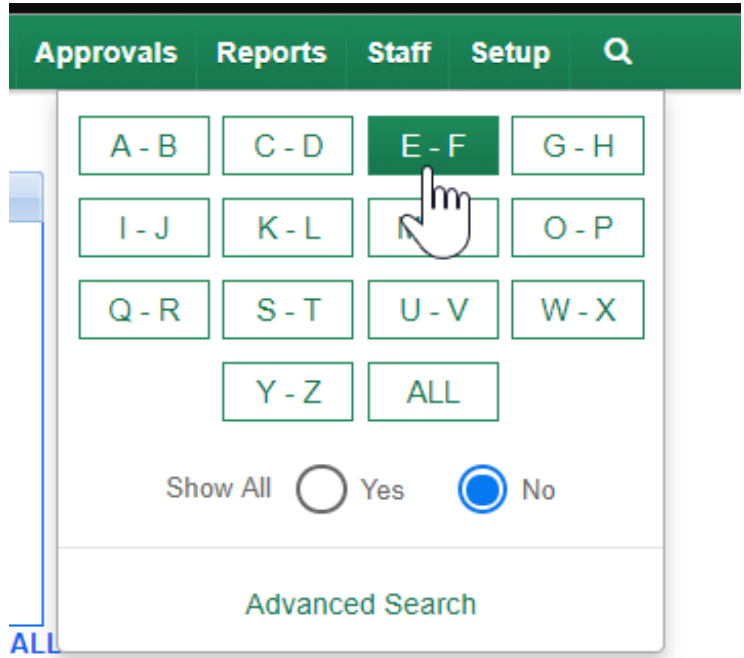 Approvals Reports Staff Setup
A - B C - D E - F G - H
I - J K - L O - P
Q - R S - T U - V W - X
Y - Z ALL
Show All Yes No
Advanced Search
ALL